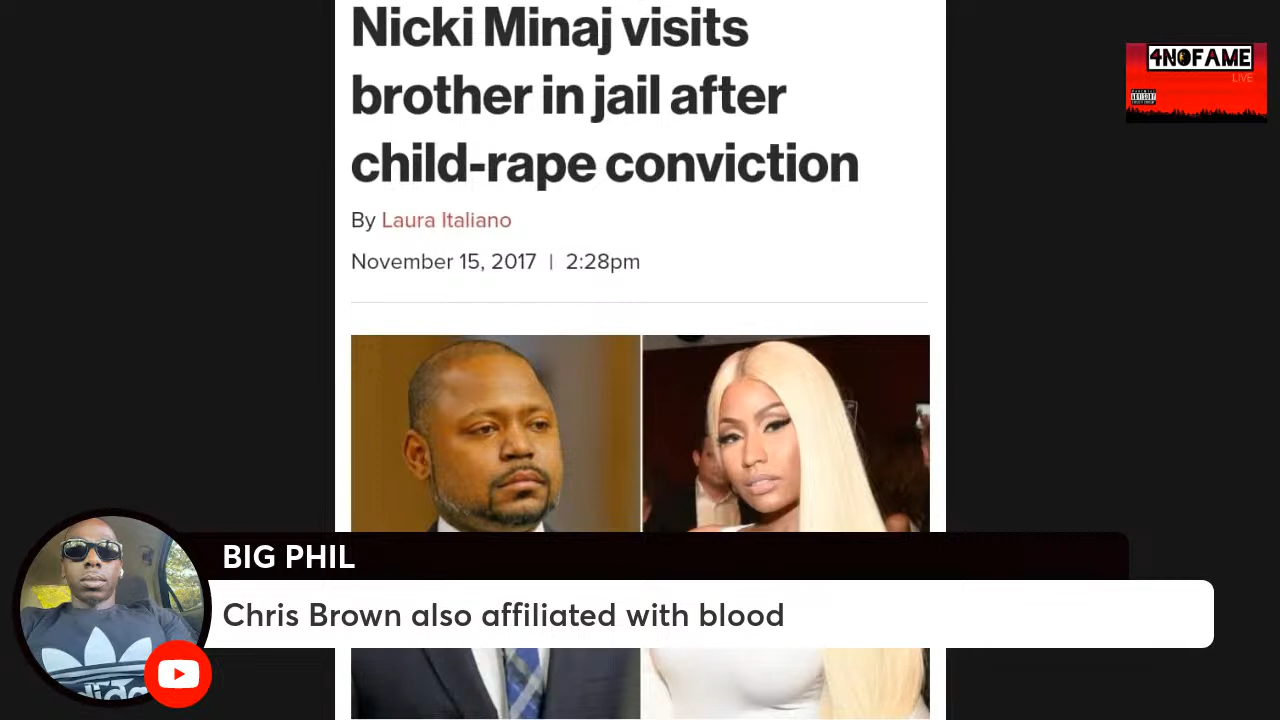 Nicki Minaj visits
brother in jail after
child-rape conviction
By Laura Italiano
November 15, 2017 | 2:28pm
4NOFAME
LIVE
BIG PHIL
Chris Brown also affiliated with blood